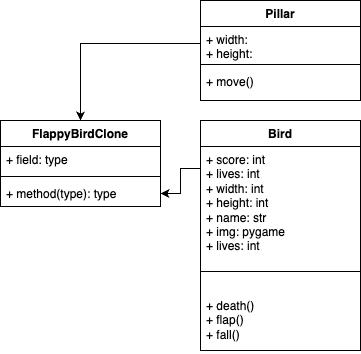 Pillar
+ width:
+ height:
+ move()
FlappyBirdClone
+ field: type
+ method(type): type
Bird
+ score: int
+ lives: int
+ width: int
+ height: int
+ name: str
+ img: pygame
+ lives: int
+ death()
+ flap()
+ fall()